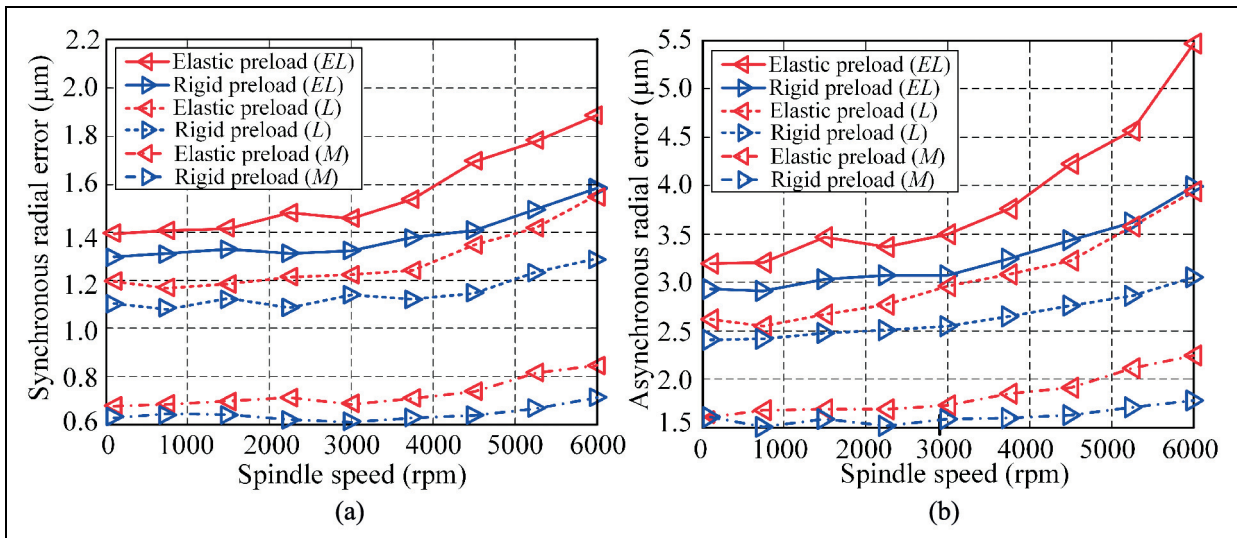 2.2
2.0
1.8
1.6
1.4
1.2
1.0
0.8
0.6
Synchronous radial error (μm)
Elastic preload (EL)
Rigid preload (EL)
Elastic preload (L)
Rigid preload (L)
Elastic preload (M)
Rigid preload (M)
0 1000 2000 3000 4000 5000 6000
Spindle speed (rpm)
(a)
5.5
5.0
4.5
4.0
3.5
3.0
2.5
2.0
1.5
Asynchronous radial error (μm)
Elastic preload (EL)
Rigid preload (EL)
Elastic preload (L)
Rigid preload (L)
Elastic preload (M)
Rigid preload (M)
0 1000 2000 3000 4000 5000 6000
Spindle speed (rpm)
(b)